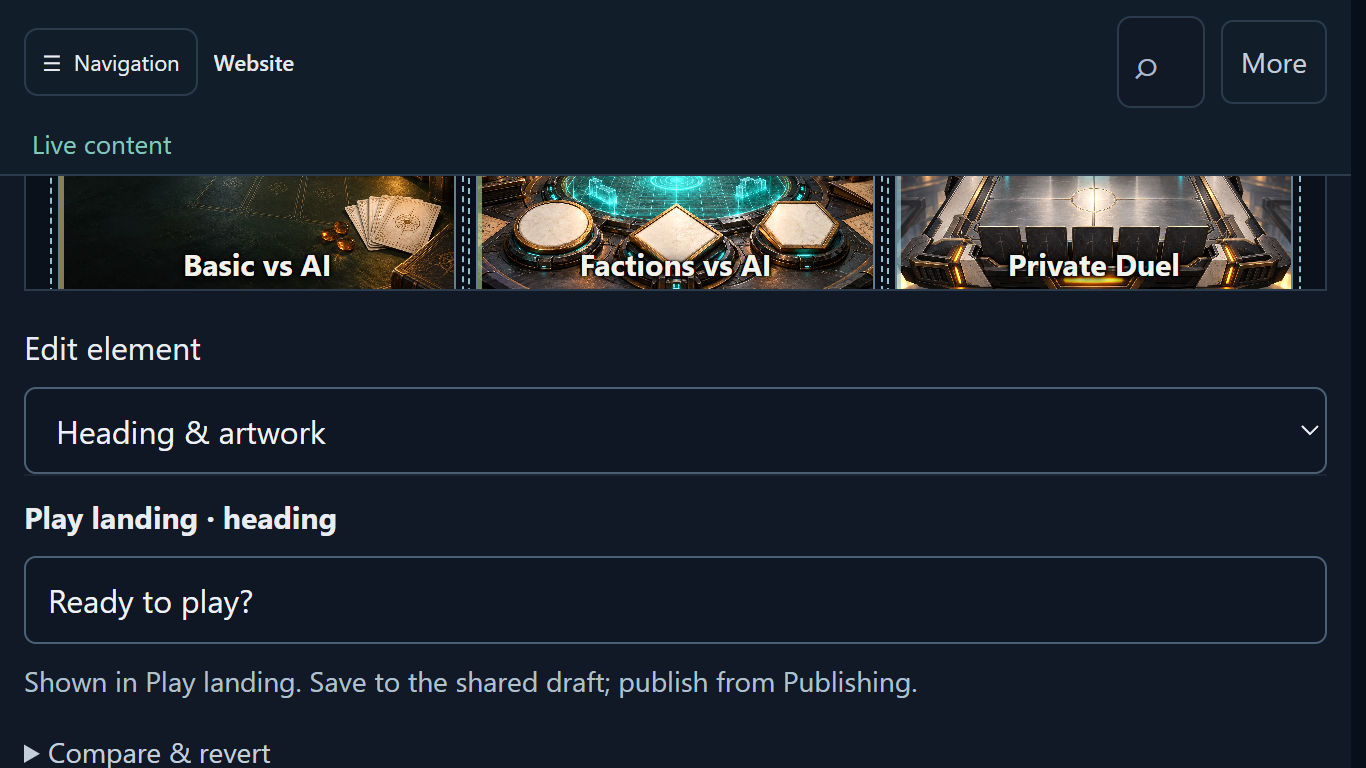 ☰ Navigation
Website
More
Live content
Basic vs AI
Factions vs AI
Private Duel
Edit element
Heading & artwork
Play landing · heading
Ready to play?
Shown in Play landing. Save to the shared draft; publish from Publishing.
▶ Compare & revert